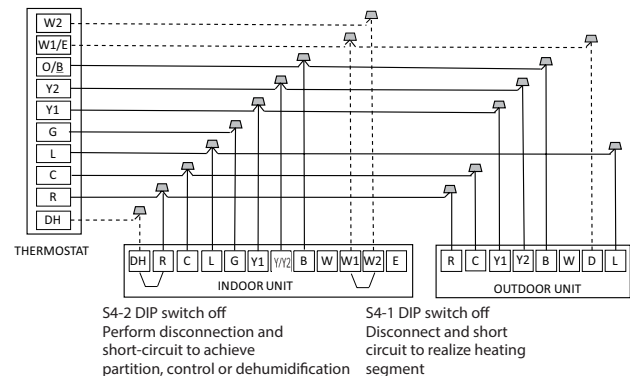 W2
W1/E
O/B
Y2
Y1
G
L
C
R
DH
THERMOSTAT
DH R C L G Y1 Y/Y2 B W W1 W2 E
INDOOR UNIT
R C Y1 Y2 B W D L
OUTDOOR UNIT
S4-2 DIP switch off
Perform disconnection and
short-circuit to achieve
partition, control or dehumidification
S4-1 DIP switch off
Disconnect and short
circuit to realize heating
segment